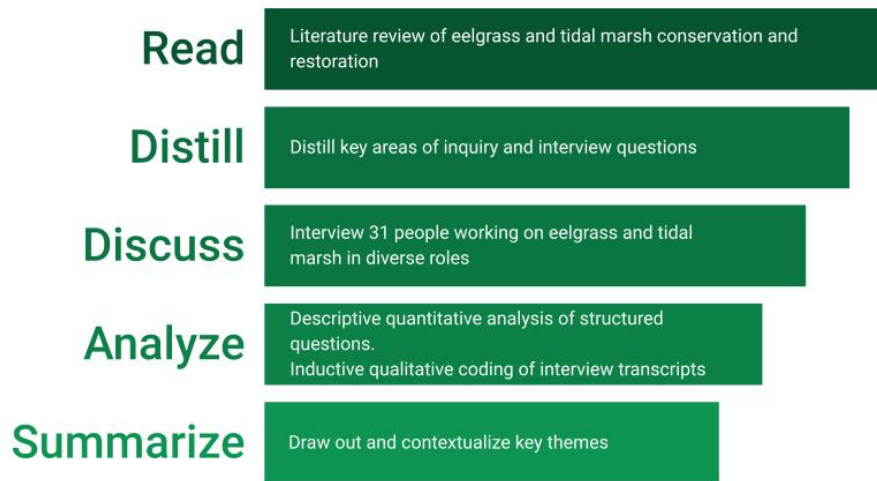 Read
Literature review of eelgrass and tidal marsh conservation and
restoration
Distill
Distill key areas of inquiry and interview questions
Discuss
Interview 31 people working on eelgrass and tidal
marsh in diverse roles
Analyze
Descriptive quantitative analysis of structured
questions.
Inductive qualitative coding of interview transcripts
Summarize
Draw out and contextualize key themes